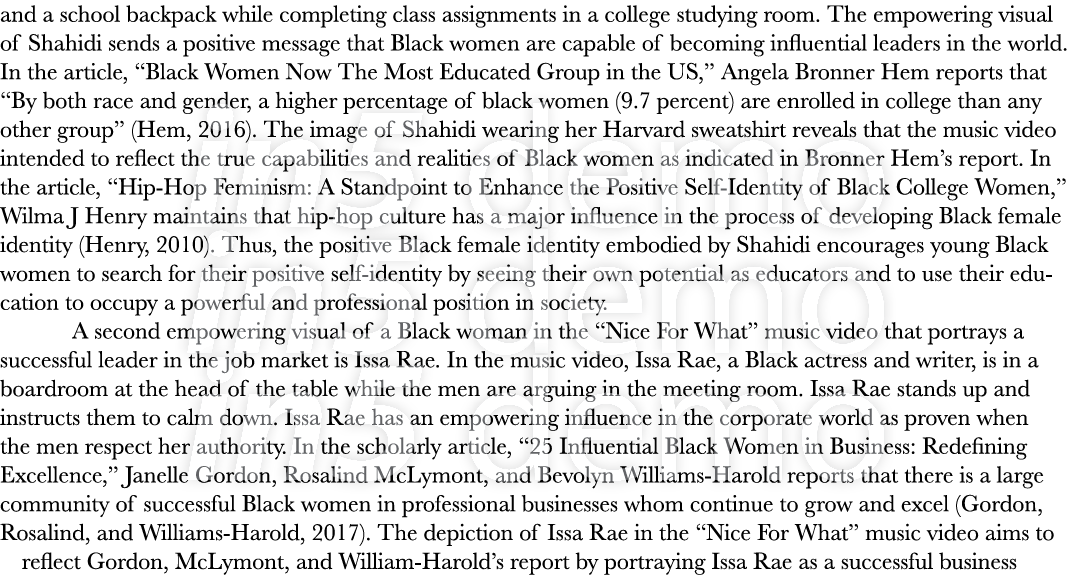 and a school backpack while completing class assignments in a college studying room. The empowering visual
of Shahidi sends a positive message that Black women are capable of becoming influential leaders in the world.
In the article, “Black Women Now The Most Educated Group in the US,” Angela Bronner Hem reports that
“By both race and gender, a higher percentage of black women (9.7 percent) are enrolled in college than any
other group” (Hem, 2016). The image of Shahidi wearing her Harvard sweatshirt reveals that the music video
intended to reflect the true capabilities and realities of Black women as indicated in Bronner Hem’s report. In
the article, “Hip-Hop Feminism: A Standpoint to Enhance the Positive Self-Identity of Black College Women,”
Wilma J Henry maintains that hip-hop culture has a major influence in the process of developing Black female
identity (Henry, 2010). Thus, the positive Black female identity embodied by Shahidi encourages young Black
women to search for their positive self-identity by seeing their own potential as educators and to use their edu-
cation to occupy a powerful and professional position in society.
A second empowering visual of a Black woman in the “Nice For What” music video that portrays a
successful leader in the job market is Issa Rae. In the music video, Issa Rae, a Black actress and writer, is in a
boardroom at the head of the table while the men are arguing in the meeting room. Issa Rae stands up and
instructs them to calm down. Issa Rae has an empowering influence in the corporate world as proven when
the men respect her authority. In the scholarly article, “25 Influential Black Women in Business: Redefining
Excellence,” Janelle Gordon, Rosalind McLymont, and Bevolyn Williams-Harold reports that there is a large
community of successful Black women in professional businesses whom continue to grow and excel (Gordon,
Rosalind, and Williams-Harold, 2017). The depiction of Issa Rae in the “Nice For What” music video aims to
reflect Gordon, McLymont, and William-Harold’s report by portraying Issa Rae as a successful business
in5 demo
in5 demo
in5 demo
in5 demo